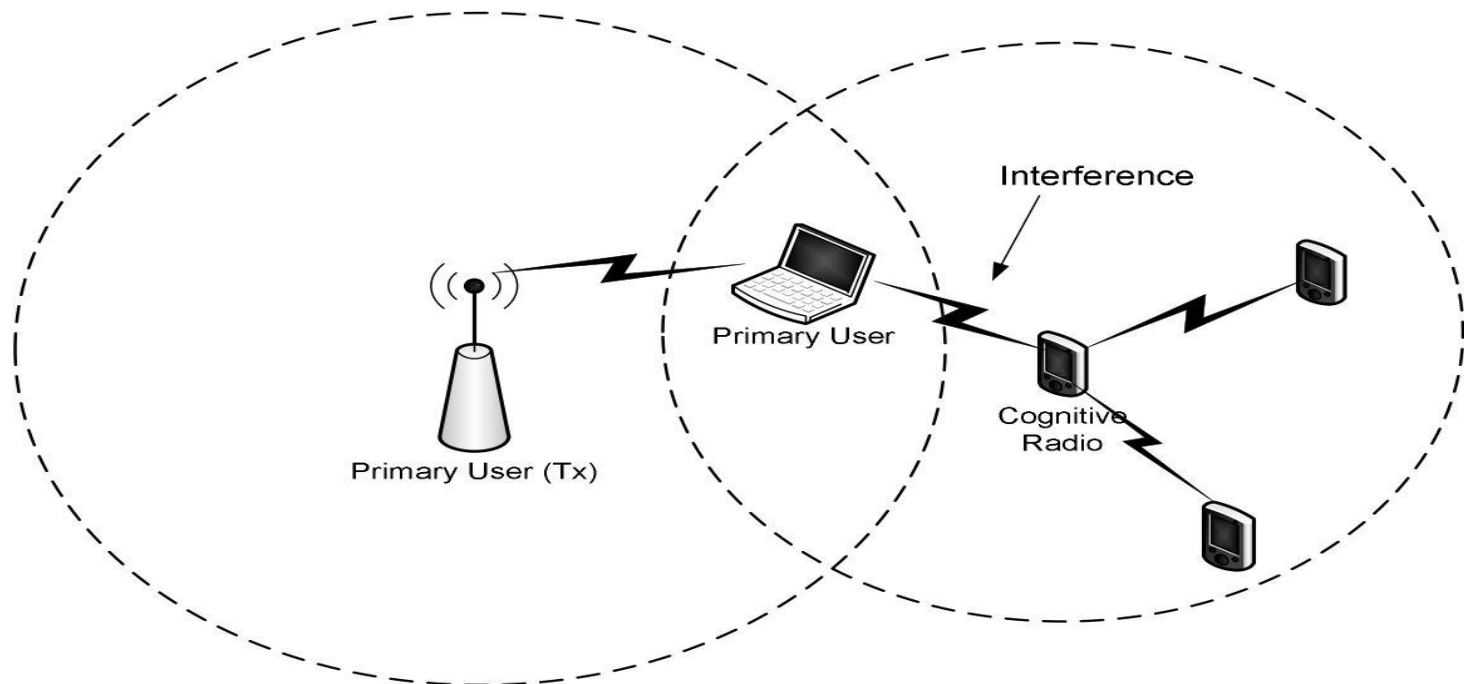 Interference
Primary User
Cognitive
Radio
Primary User (Tx)